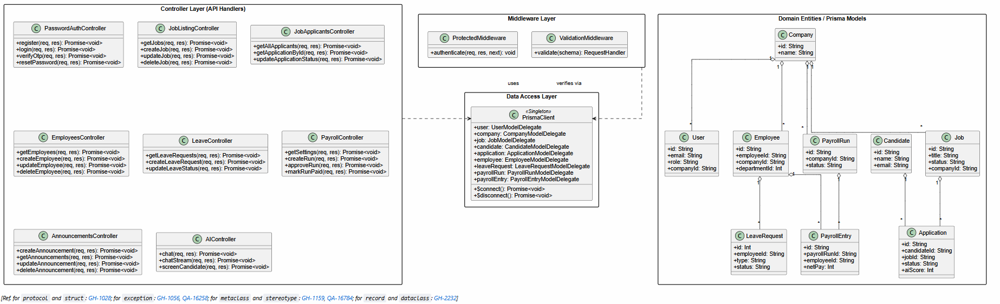 Controller Layer (API Handlers)
C PasswordAuthController
+register(req, res): Promise<void>
+login(req, res): Promise<void>
+verifyOtp(req, res): Promise<void>
+resetPassword(req, res): Promise<void>
C JobListingController
+getJobs(req, res): Promise<void>
+createJob(req, res): Promise<void>
+updateJob(req, res): Promise<void>
+deleteJob(req, res): Promise<void>
C JobApplicantsController
+getAllApplicants(req, res): Promise<void>
+getApplicationById(req, res): Promise<void>
+updateApplicationStatus(req, res): Promise<void>
C EmployeesController
+getEmployees(req, res): Promise<void>
+createEmployee(req, res): Promise<void>
+updateEmployee(req, res): Promise<void>
+deleteEmployee(req, res): Promise<void>
C LeaveController
+getLeaveRequests(req, res): Promise<void>
+createLeaveRequest(req, res): Promise<void>
+updateLeaveStatus(req, res): Promise<void>
C PayrollController
+getSettings(req, res): Promise<void>
+createRun(req, res): Promise<void>
+approveRun(req, res): Promise<void>
+markRunPaid(req, res): Promise<void>
C AnnouncementsController
+createAnnouncement(req, res): Promise<void>
+getAnnouncements(req, res): Promise<void>
+updateAnnouncement(req, res): Promise<void>
+deleteAnnouncement(req, res): Promise<void>
C AIController
+chat(req, res): Promise<void>
+chatStream(req, res): Promise<void>
+screenCandidate(req, res): Promise<void>
Middleware Layer
C ProtectedMiddleware
+authenticate(req, res, next): void
C ValidationMiddleware
+validate(schema): RequestHandler
uses
verifies via
Data Access Layer
«Singleton»
C PrismaClient
+user: UserModelDelegate
+company: CompanyModelDelegate
+job: JobModelDelegate
+candidate: CandidateModelDelegate
+application: ApplicationModelDelegate
+employee: EmployeeModelDelegate
+leaveRequest: LeaveRequestModelDelegate
+payrollRun: PayrollRunModelDelegate
+payrollEntry: PayrollEntryModelDelegate
+$connect(): Promise<void>
+$disconnect(): Promise<void>
Domain Entities / Prisma Models
C Company
+id: String
+name: String
1
1
1
1
*
*
*
*
C User
+id: String
+email: String
+role: String
+companyId: String
C Employee
+id: String
+employeeId: String
+companyId: String
+departmentId: Int
C PayrollRun
+id: String
+companyId: String
+status: String
C Candidate
+id: String
+name: String
+email: String
C Job
+id: String
+title: String
+status: String
+companyId: String
1
1
1
1
1
*
*
*
*
*
C LeaveRequest
+id: Int
+employeeId: String
+type: String
+status: String
C PayrollEntry
+id: String
+payrollRunId: String
+employeeId: String
+netPay: Int
C Application
+id: String
+candidateId: String
+jobId: String
+status: String
+aiScore: Int
[Ref. for protocol and struct: GH-1028; for exception: GH-1056, QA-16258; for metaclass and stereotype: GH-1159, QA-16784; for record and dataclass: GH-2232]